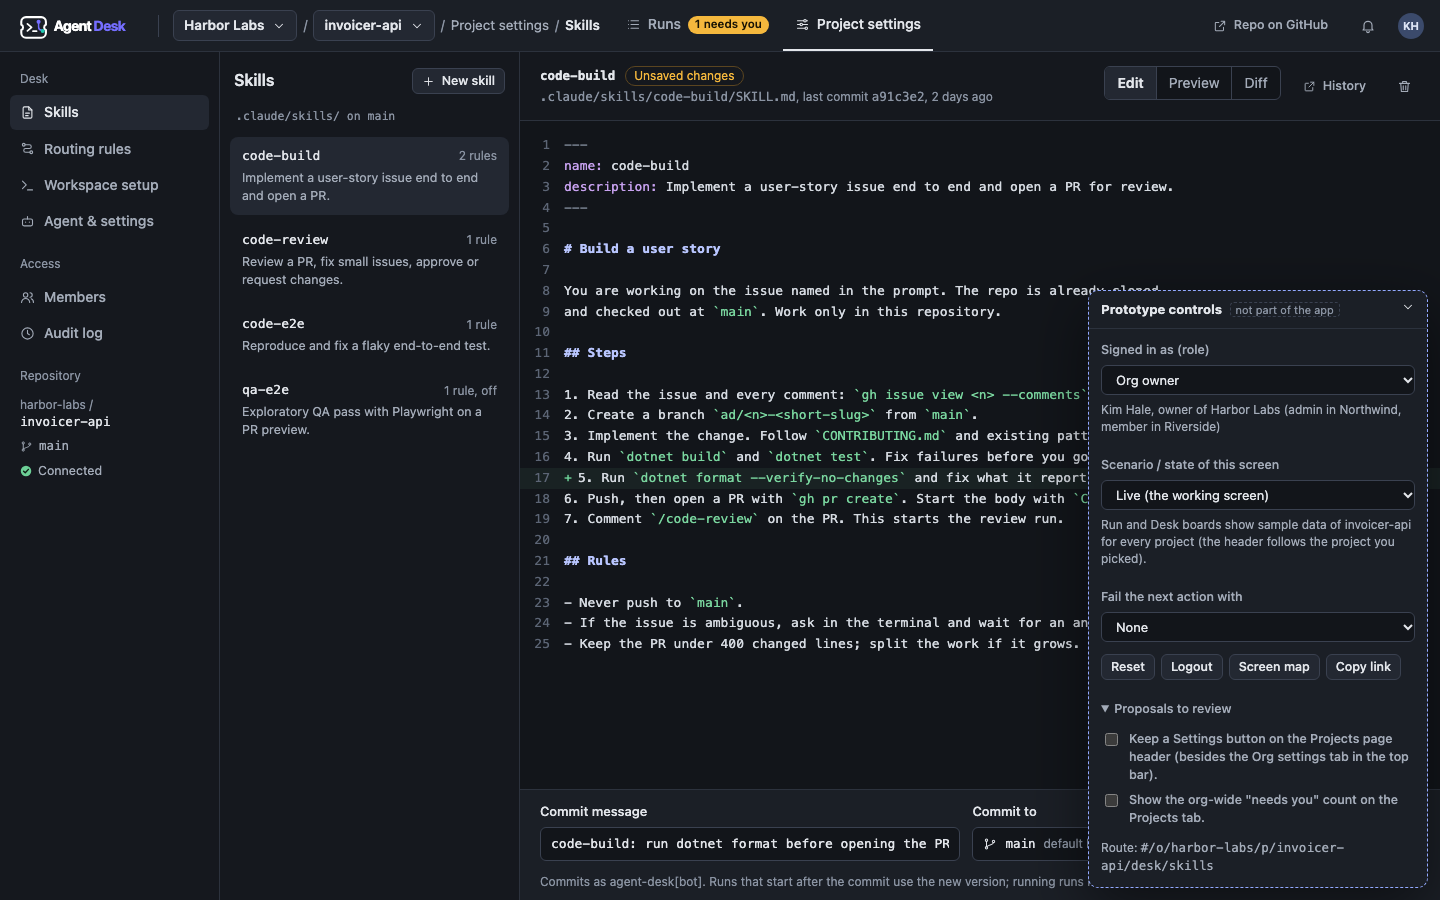 Agent Desk
Harbor Labs / invoicer-api / Project settings / Skills
Runs 1 needs you
Project settings
Repo on GitHub
KH
Desk
Skills
Routing rules
Workspace setup
Agent & settings
Access
Members
Audit log
Repository
harbor-labs /
invoicer-api
main
Connected
Skills
+ New skill
.claude/skills/ on main
code-build 2 rules
Implement a user-story issue end to end
and open a PR.
code-review 1 rule
Review a PR, fix small issues, approve or
request changes.
code-e2e 1 rule
Reproduce and fix a flaky end-to-end test.
qa-e2e 1 rule, off
Exploratory QA pass with Playwright on a
PR preview.
code-build Unsaved changes
.claude/skills/code-build/SKILL.md, last commit a91c3e2, 2 days ago
Edit Preview Diff
History
1 ---
2 name: code-build
3 description: Implement a user-story issue end to end and open a PR for review.
4 ---
5
6 # Build a user story
7
8 You are working on the issue named in the prompt. The repo is already cloned
9 and checked out at `main`. Work only in this repository.
10
11 ## Steps
12
13 1. Read the issue and every comment: `gh issue view <n> --comments`
14 2. Create a branch `ad/<n>-<short-slug>` from `main`.
15 3. Implement the change. Follow `CONTRIBUTING.md` and existing patt
16 4. Run `dotnet build` and `dotnet test`. Fix failures before you go
17 + 5. Run `dotnet format --verify-no-changes` and fix what it report
18 6. Push, then open a PR with `gh pr create`. Start the body with `C
19 7. Comment `/code-review` on the PR. This starts the review run.
20
21 ## Rules
22
23 - Never push to `main`.
24 - If the issue is ambiguous, ask in the terminal and wait for an an
25 - Keep the PR under 400 changed lines; split the work if it grows.
Commit message
code-build: run dotnet format before opening the PR
Commit to
main default
Commits as agent-desk[bot]. Runs that start after the commit use the new version; running runs
Prototype controls not part of the app
Signed in as (role)
Org owner
Kim Hale, owner of Harbor Labs (admin in Northwind,
member in Riverside)
Scenario / state of this screen
Live (the working screen)
Run and Desk boards show sample data of invoicer-api
for every project (the header follows the project you
picked).
Fail the next action with
None
Reset Logout Screen map Copy link
Proposals to review
Keep a Settings button on the Projects page
header (besides the Org settings tab in the top
bar).
Show the org-wide "needs you" count on the
Projects tab.
Route: #/o/harbor-labs/p/invoicer-
api/desk/skills